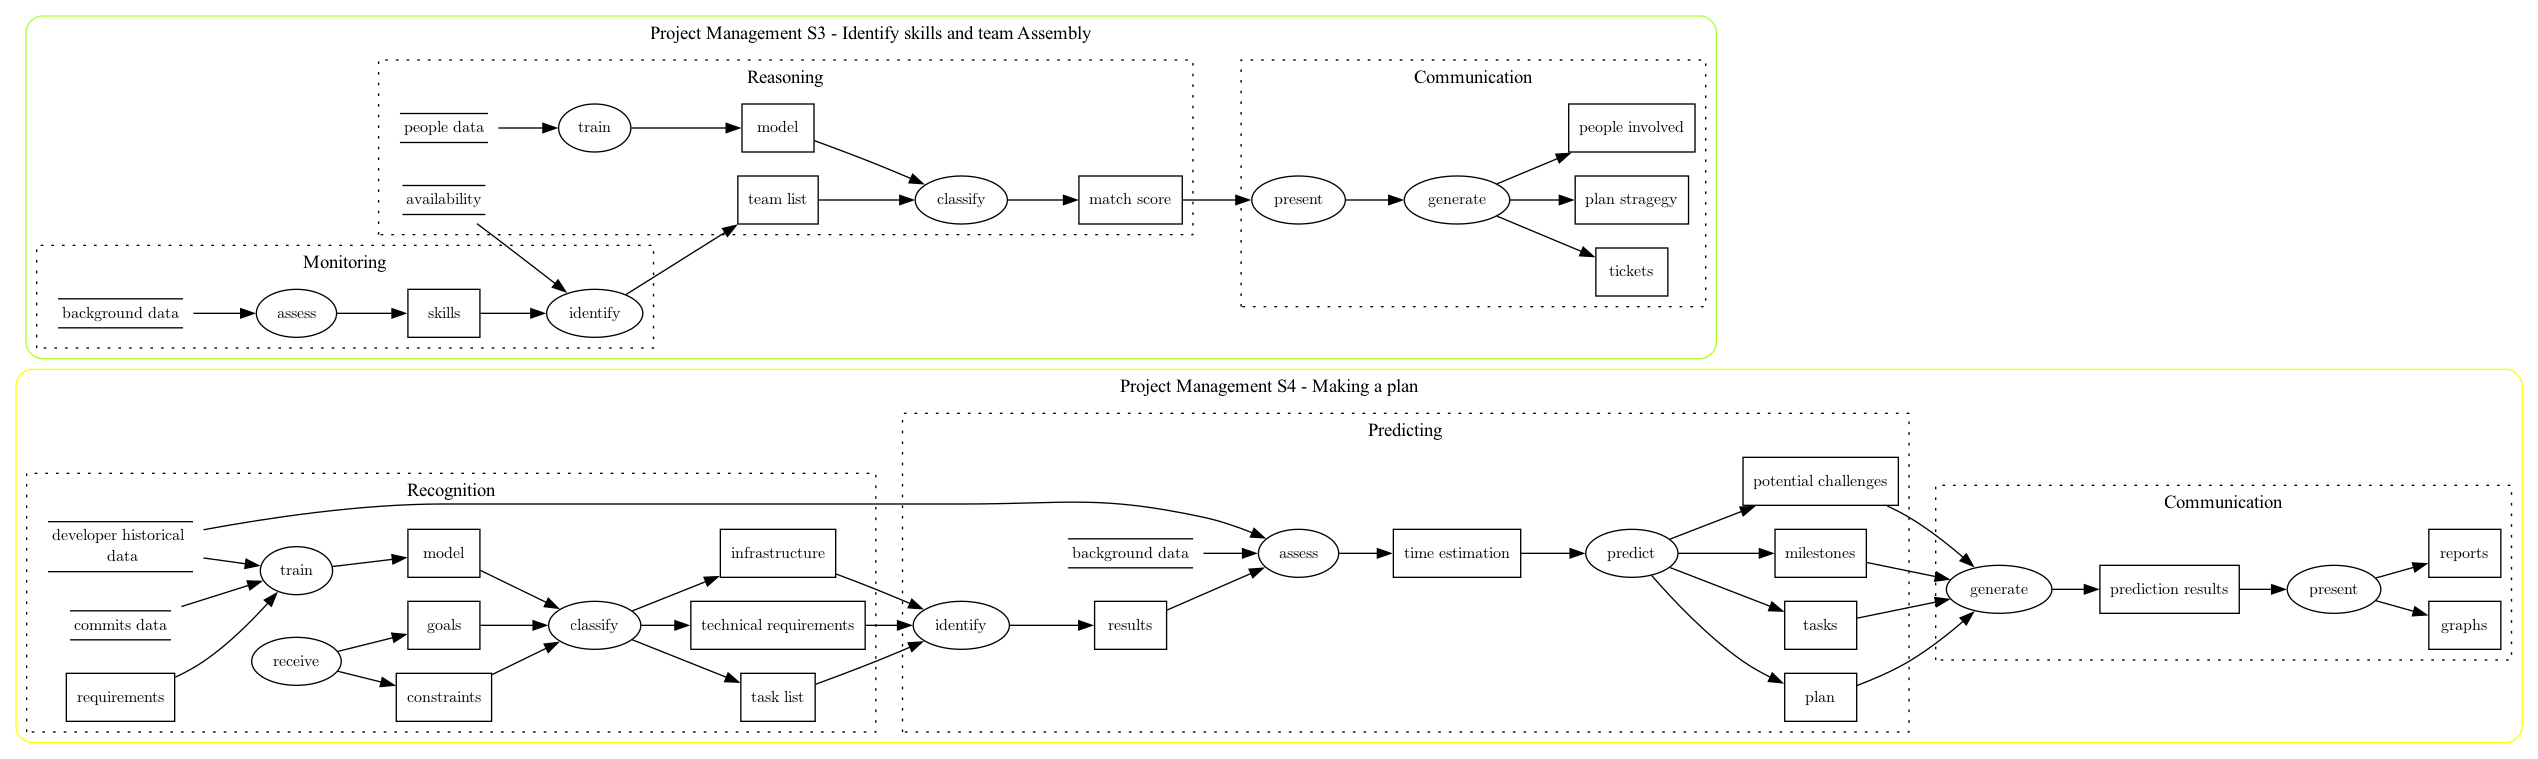 Project Management S3 - Identify skills and team Assembly
Reasoning
Communication
people data
train
model
people involved
availability
team list
classify
match score
present
generate
plan stragegy
tickets
Monitoring
background data
assess
skills
identify
Project Management S4 - Making a plan
Predicting
Recognition
Communication
developer historical
data
commits data
requirements
train
receive
model
goals
constraints
classify
infrastructure
technical requirements
task list
identify
background data
results
assess
time estimation
predict
potential challenges
milestones
tasks
plan
generate
prediction results
present
reports
graphs